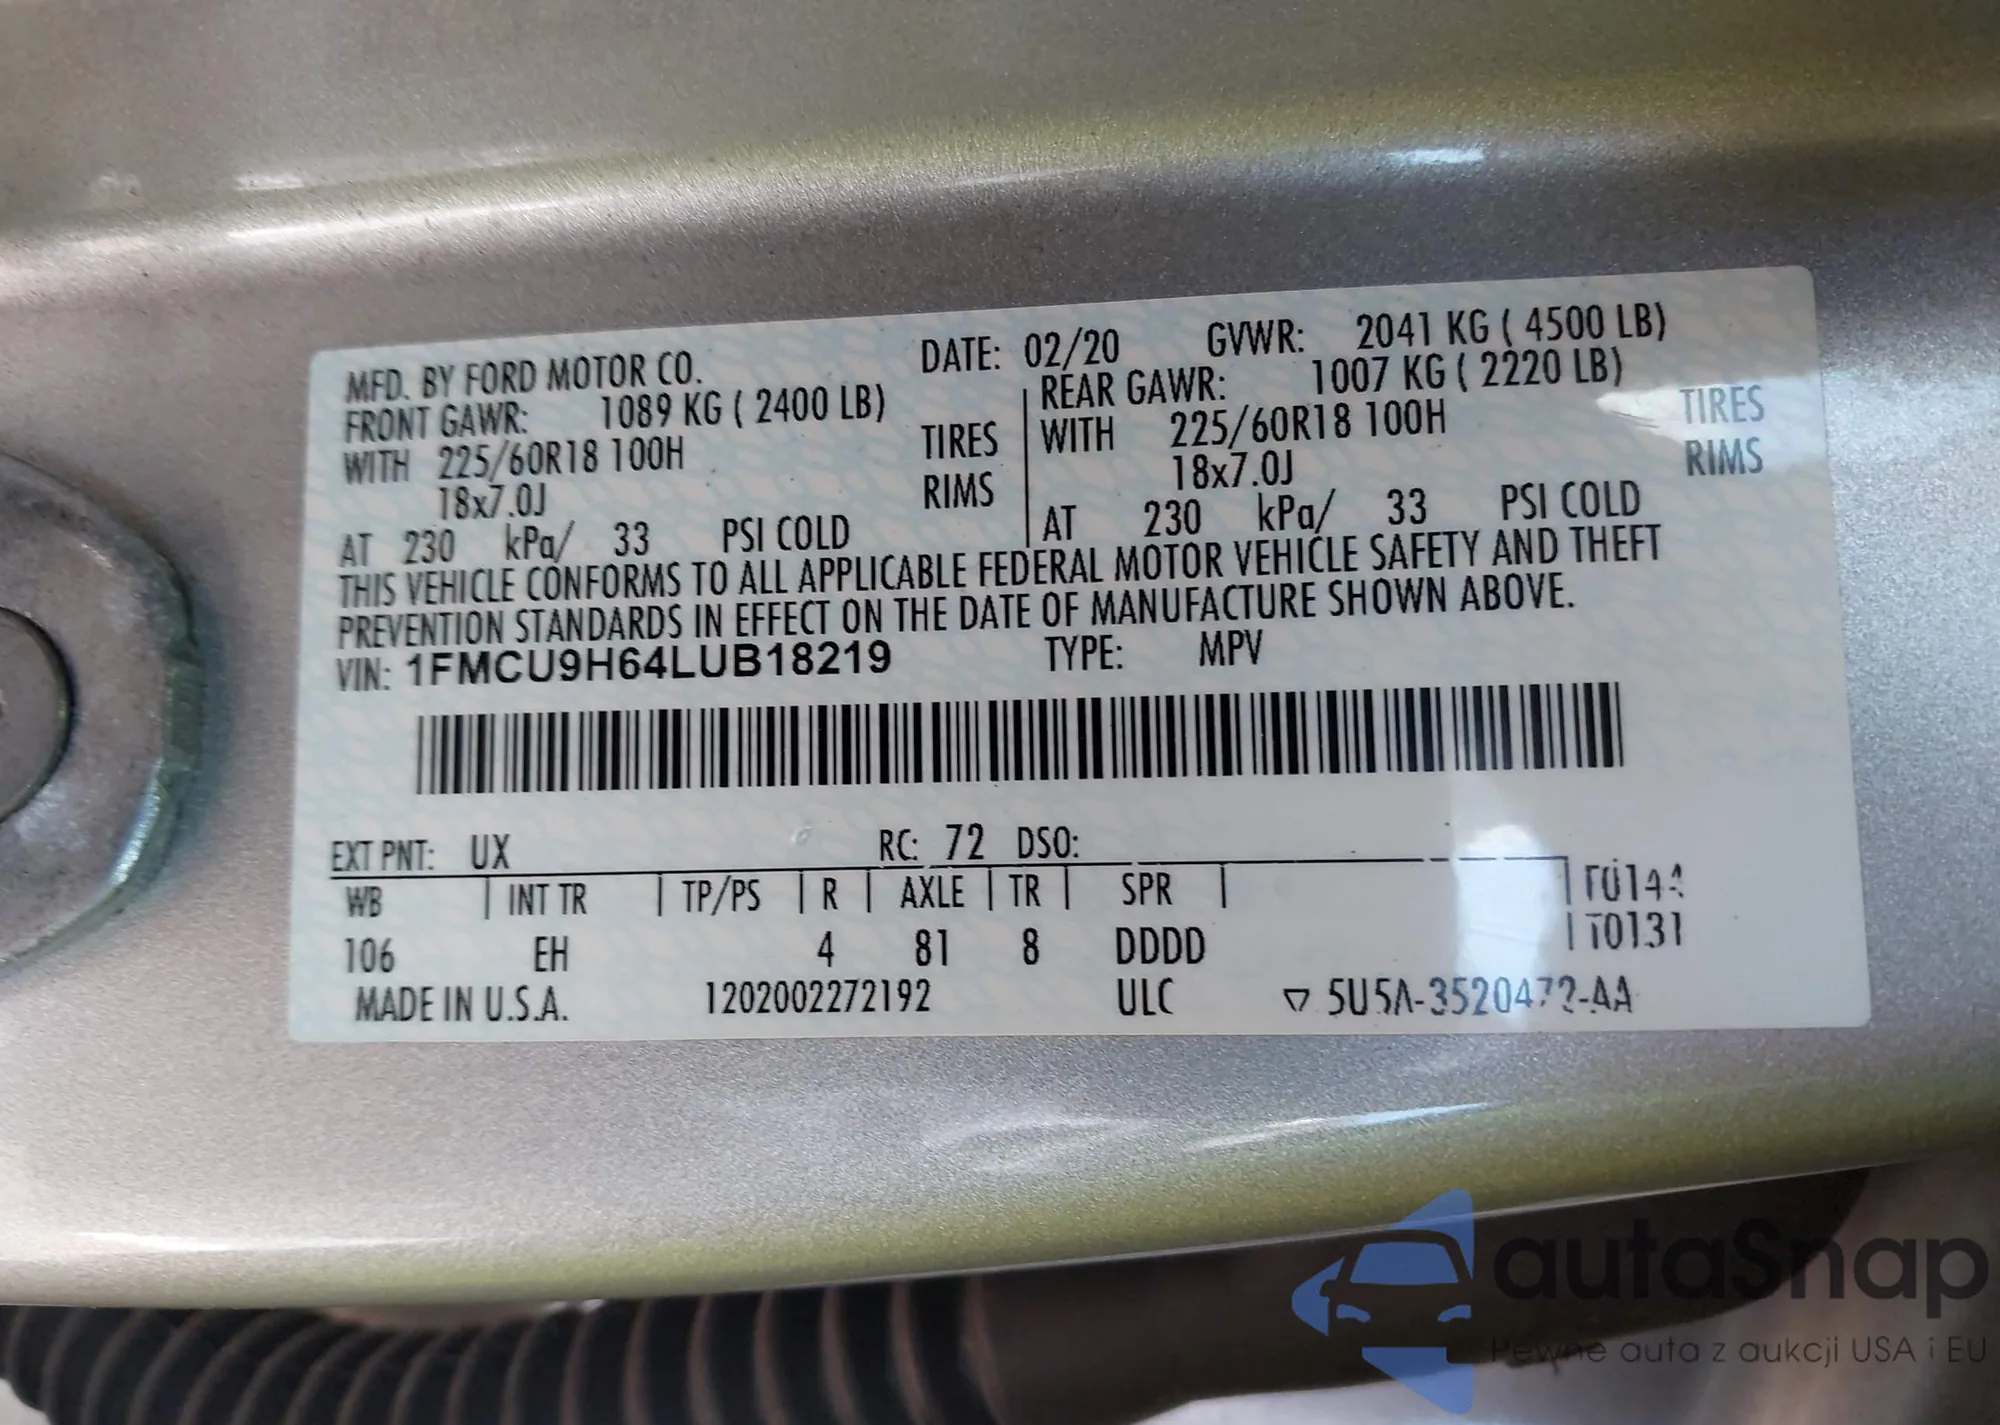 MFD. BY FORD MOTOR CO. DATE: 02/20 GVWR: 2041 KG ( 4500 LB)
FRONT GAWR: 1089 KG ( 2400 LB) REAR GAWR: 1007 KG ( 2220 LB)
WITH 225/60R18 100H TIRES WITH 225/60R18 100H TIRES
18x7.0J RIMS 18x7.0J RIMS
AT 230 kPa/ 33 PSI COLD AT 230 kPa/ 33 PSI COLD
THIS VEHICLE CONFORMS TO ALL APPLICABLE FEDERAL MOTOR VEHICLE SAFETY AND THEFT
PREVENTION STANDARDS IN EFFECT ON THE DATE OF MANUFACTURE SHOWN ABOVE.
VIN: 1FMCU9H64LUB18219 TYPE: MPV
EXT PNT: UX RC: 72 DSO:
WB INT TR TP/PS R AXLE TR SPR
T0131
106 EH 4 81 8 DDDD
MADE IN U.S.A. 1202002272192 ULC ▽ 5U5A-3520472-AA
autaSnap
Pewne auta z aukcji USA i EU